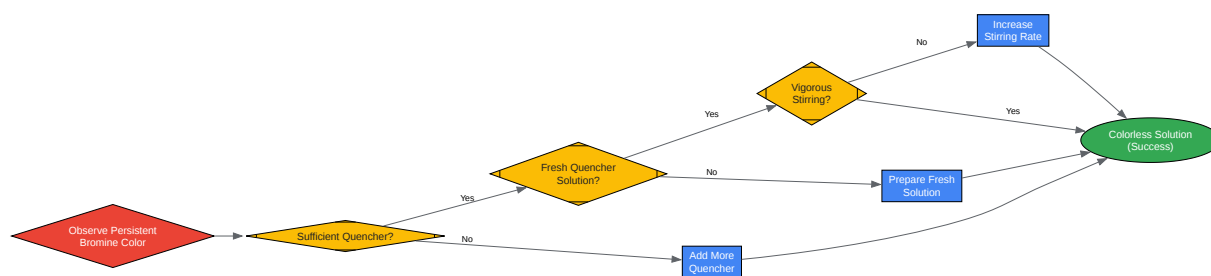 Observe Persistent
Bromine Color
Sufficient Quencher?
Yes
No
Fresh Quencher
Solution?
Add More
Quencher
Yes
No
Vigorous
Stirring?
Prepare Fresh
Solution
No
Yes
Increase
Stirring Rate
Colorless Solution
(Success)